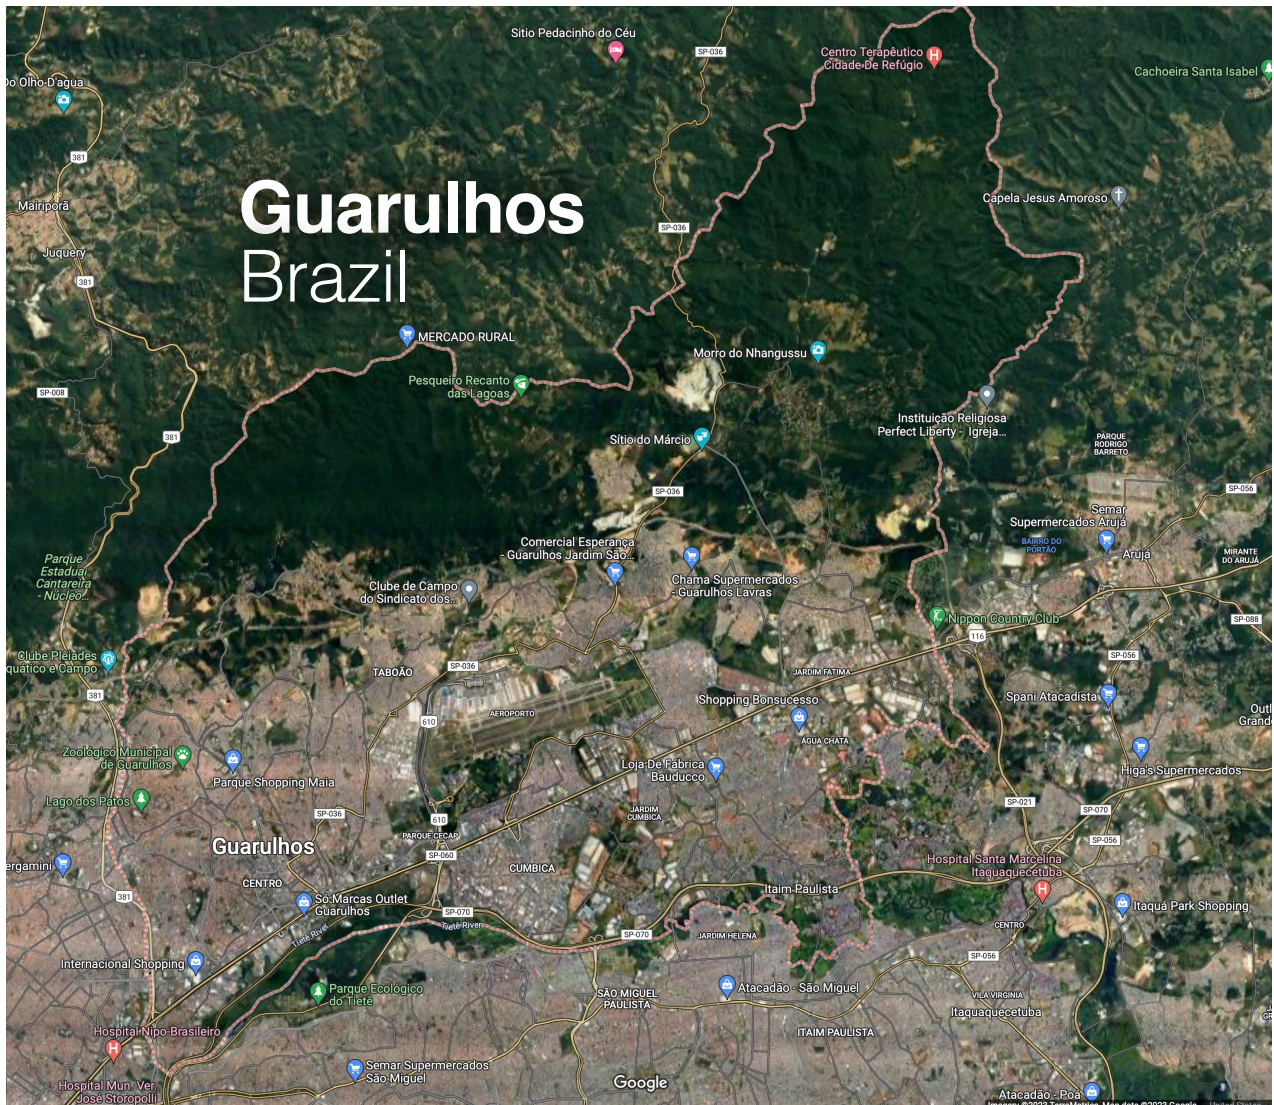 Sitio Pedacinho do Céu
SP-036
Centro Terapêutico
Cidade De Refúgio
Cachoeira Santa Isabel
Do Olho D'agua
381
Guarulhos
Brazil
Mairiporã
Capela Jesus Amoroso
SP-036
Juquery
381
MERCADO RURAL
Morro do Nhangussu
Pesqueiro Recanto
das Lagoas
SP-008
Instituição Religiosa
Perfect Liberty - Igreja...
381
Sítio do Márcio
PARQUE
RODRIGO
BARRETO
SP-036
SP-056
Semar
Supermercados Arujá
Comercial Esperança
- Guarulhos Jardim São...
BAIRRO DO
PORTÃO
Arujá
MIRANTE
DO ARUJÁ
Parque
Estadual
Cantareira
- Núcleo...
Clube de Campo
do Sindicato dos...
Chama Supermercados
- Guarulhos Lavras
Nippon Country Club
SP-088
116
Clube Plêiades
quático e Campo
TABOÃO
SP-036
JARDIM FATIMA
SP-056
381
Shopping Bonsucesso
Spani Atacadista
AEROPORTO
610
Outl
Grand
ÁGUA CHATA
Zoológico Municipal
de Guarulhos
Parque Shopping Maia
Loja De Fábrica
Bauducco
Higa's Supermercados
Lago dos Patos
SP-036
610
JARDIM
CUMBICA
SP-021
SP-070
PARQUE CECAP
SP-060
SP-056
Guarulhos
ergamini
CUMBICA
Hospital Santa Marcelina
Itaquaquecetuba
CENTRO
Itaim Paulista
381
Só Marcas Outlet
Guarulhos
SP-070
Itaquá Park Shopping
Tietê River
Tietê River
SP-070
JARDIM HELENA
CENTRO
Internacional Shopping
SP-056
Parque Ecológico
do Tietê
SÃO MIGUEL
PAULISTA
Atacadão - São Miguel
VILA VIRGINIA
Itaquaquecetuba
Hospital Nipo Brasileiro
ITAIM PAULISTA
Semar Supermercados
São Miguel
Hospital Mun. Ver.
José Storopolli
Google
Atacadão - Poá